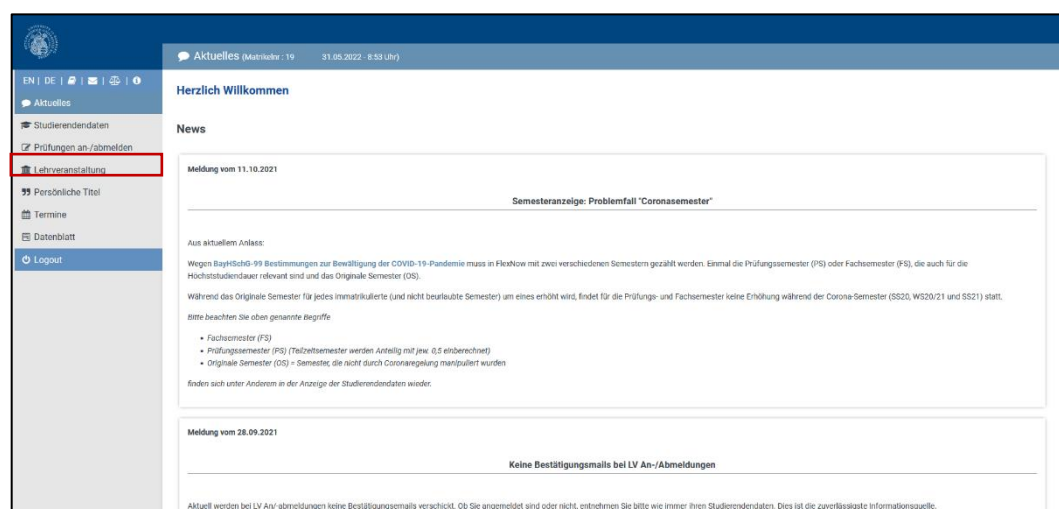 Aktuelles (Matrikelnr: 19 31.05.2022 - 8:53 Uhr)
EN | DE | | | |
Aktuelles
Studierendendaten
Prüfungen an-/abmelden
Lehrveranstaltung
Persönliche Titel
Termine
Datenblatt
Logout
Herzlich Willkommen
News
Meldung vom 11.10.2021
Semesteranzeige: Problemfall "Coronasemester"
Aus aktuellem Anlass:
Wegen BayHSchG-99 Bestimmungen zur Bewältigung der COVID-19-Pandemie muss in FlexNow mit zwei verschiedenen Semestern gezählt werden. Einmal die Prüfungssemester (PS) oder Fachsemester (FS), die auch für die
Höchststudiendauer relevant sind und das Originale Semester (OS).
Während das Originale Semester für jedes immatrikulierte (und nicht beurlaubte Semester) um eines erhöht wird, findet für die Prüfungs- und Fachsemester keine Erhöhung während der Corona-Semester (SS20, WS20/21 und SS21) statt.
Bitte beachten Sie oben genannte Begriffe
• Fachsemester (FS)
• Prüfungssemester (PS) (Teilzeitsemester werden Anteilig mit jew. 0,5 einberechnet)
• Originale Semester (OS) = Semester, die nicht durch Coronaregelung manipuliert wurden
finden sich unter Anderem in der Anzeige der Studierendendaten wieder.
Meldung vom 28.09.2021
Keine Bestätigungsmails bei LV An-/Abmeldungen
Aktuell werden bei LV An-/-abmeldungen keine Bestätigungsemails verschickt. Ob Sie angemeldet sind oder nicht, entnehmen Sie bitte wie immer ihren Studierendendaten. Dies ist die zuverlässigste Informationsquelle.